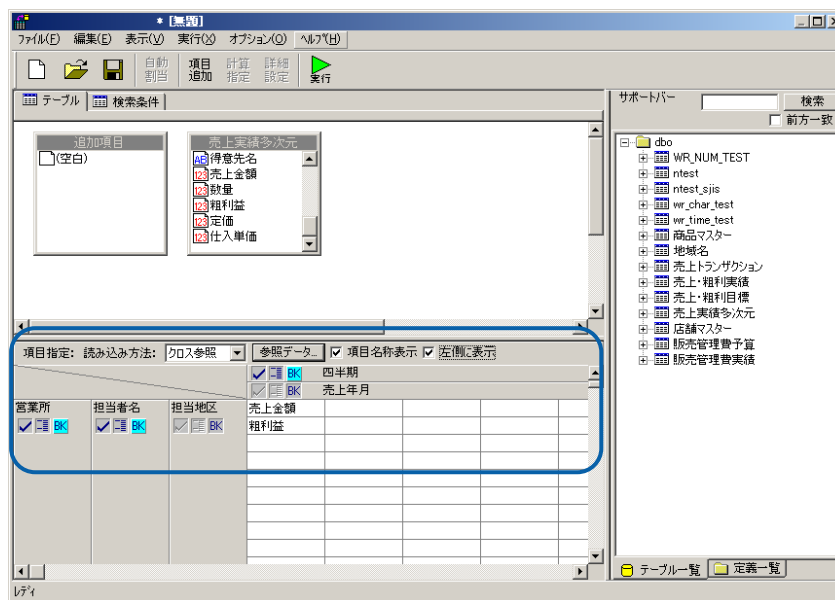 * [無題]
ファイル(F) 編集(E) 表示(V) 実行(X) オプション(O) ヘルプ(H)
自動割当 項目追加 計算指定 詳細設定 実行
テーブル 検索条件
追加項目
(空白)
売上実績多次元
得意先名
売上金額
数量
粗利益
定価
仕入単価
項目指定: 読み込み方法: クロス参照 参照データ... 項目名称表示 左側に表示
BK 四半期
BK 売上年月
営業所 担当者名 担当地区 売上金額
BK BK BK 粗利益
サポートバー 検索
前方一致
dbo
WR_NUM_TEST
ntest
ntest_sjis
wr_char_test
wr_time_test
商品マスター
地域名
売上トランザクション
売上・粗利実績
売上・粗利目標
売上実績多次元
店舗マスター
販売管理費予算
販売管理費実績
テーブル一覧 定義一覧
レディ